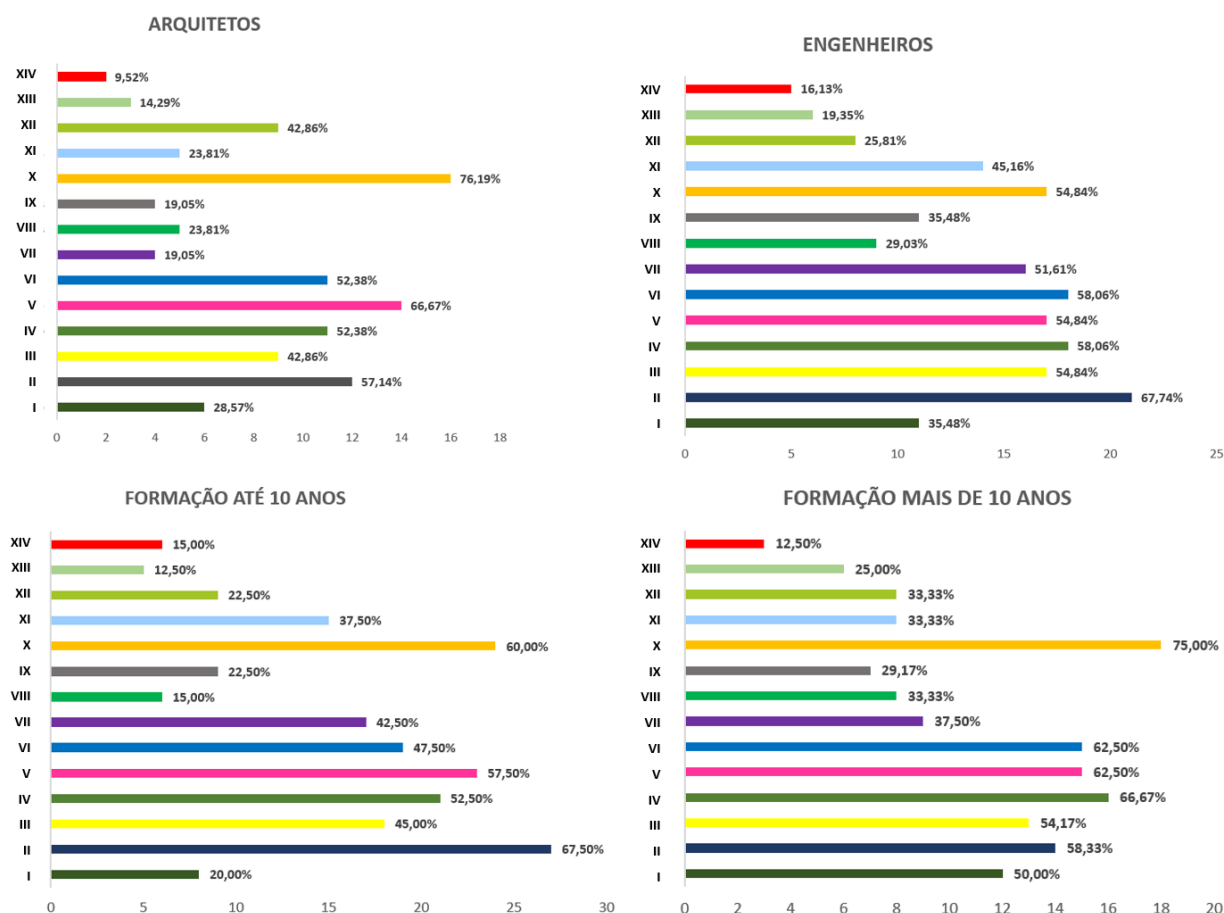 ARQUITETOS
XIV 9,52%
XIII 14,29%
XII 42,86%
XI 23,81%
X 76,19%
IX 19,05%
VIII 23,81%
VII 19,05%
VI 52,38%
V 66,67%
IV 52,38%
III 42,86%
II 57,14%
I 28,57%
0 2 4 6 8 10 12 14 16 18
ENGENHEIROS
XIV 16,13%
XIII 19,35%
XII 25,81%
XI 45,16%
X 54,84%
IX 35,48%
VIII 29,03%
VII 51,61%
VI 58,06%
V 54,84%
IV 58,06%
III 54,84%
II 67,74%
I 35,48%
0 5 10 15 20 25
FORMAÇÃO ATÉ 10 ANOS
XIV 15,00%
XIII 12,50%
XII 22,50%
XI 37,50%
X 60,00%
IX 22,50%
VIII 15,00%
VII 42,50%
VI 47,50%
V 57,50%
IV 52,50%
III 45,00%
II 67,50%
I 20,00%
0 5 10 15 20 25 30
FORMAÇÃO MAIS DE 10 ANOS
XIV 12,50%
XIII 25,00%
XII 33,33%
XI 33,33%
X 75,00%
IX 29,17%
VIII 33,33%
VII 37,50%
VI 62,50%
V 62,50%
IV 66,67%
III 54,17%
II 58,33%
I 50,00%
0 2 4 6 8 10 12 14 16 18 20